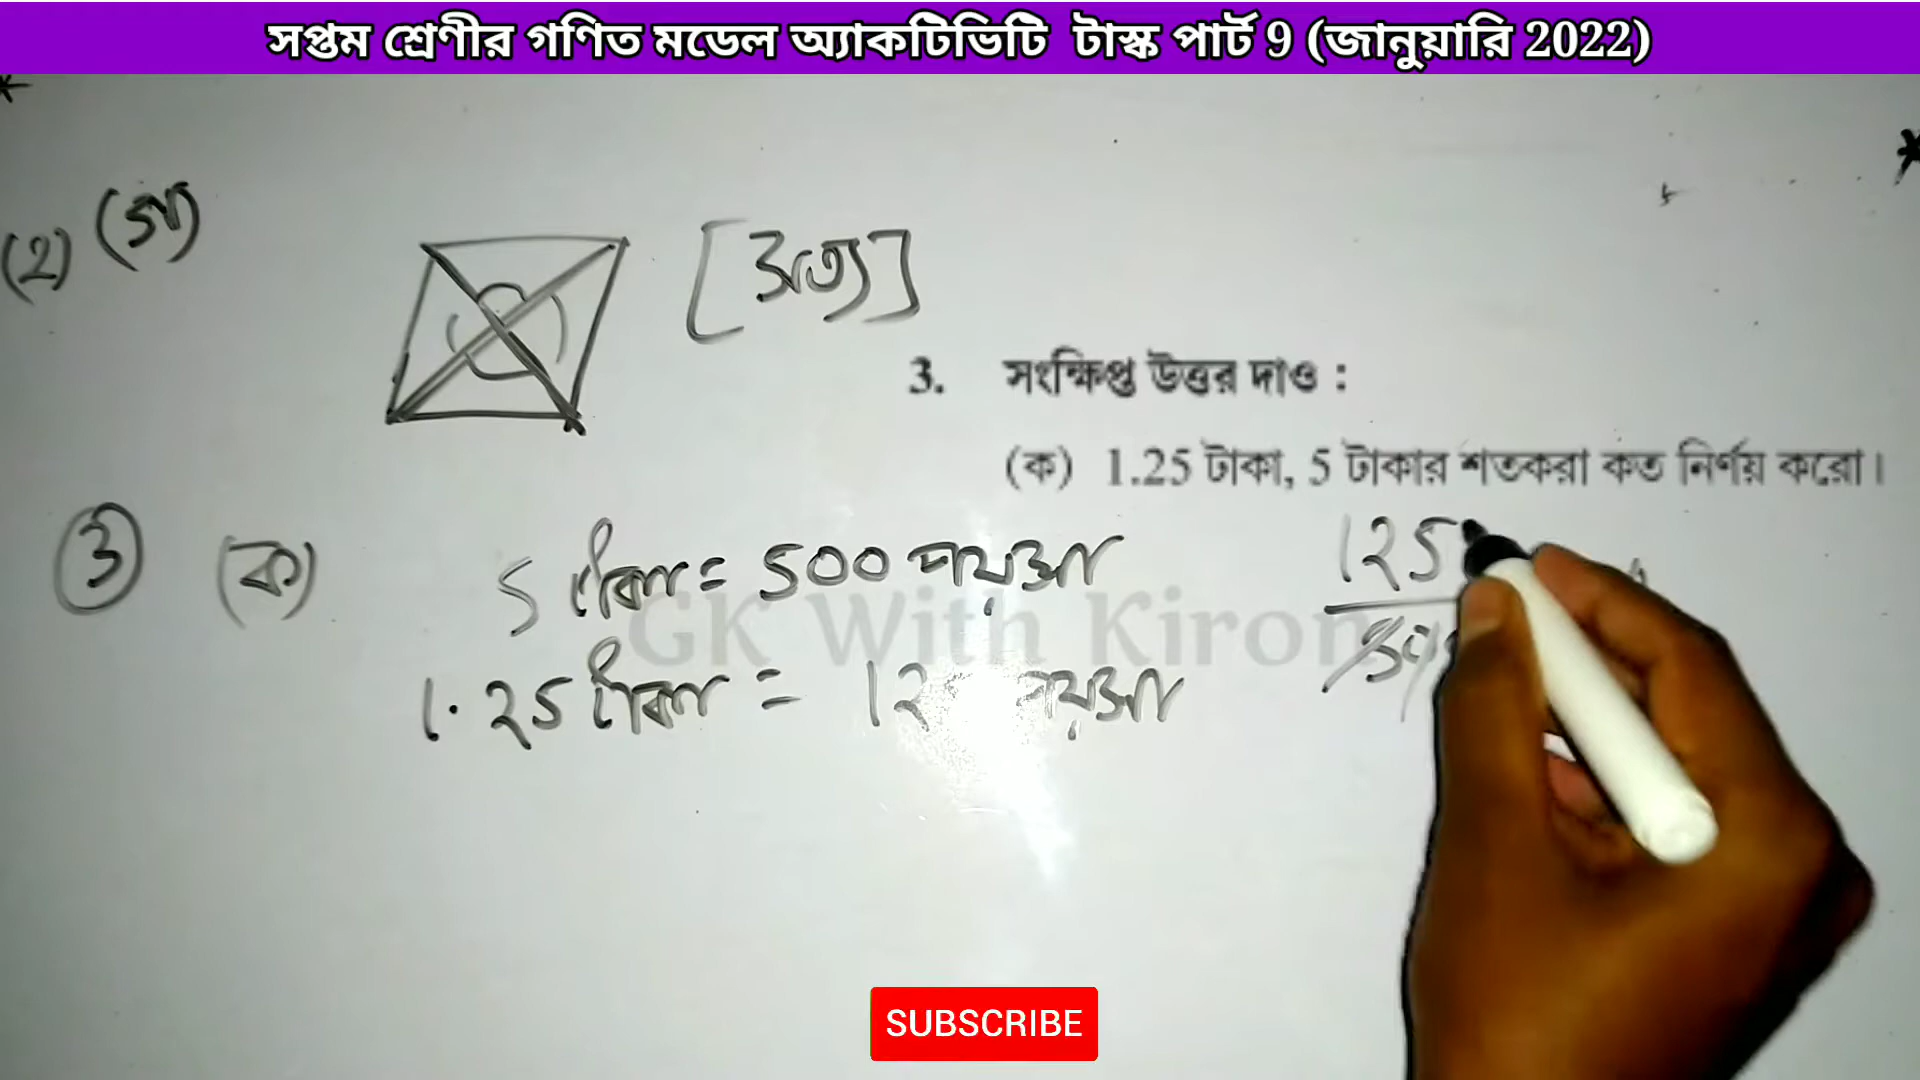 সপ্তম শ্রেণীর গণিত মডেল অ্যাকটিভিটি টাস্ক পার্ট 9 (জানুয়ারি 2022)
(2) (গ)
[সত্য]
3. সংক্ষিপ্ত উত্তর দাও :
(ক) 1.25 টাকা, 5 টাকার শতকরা কত নির্ণয় করো।
③ (ক) 5 টাকা = 500 পয়সা
125
GK With Kiron
1.25 টাকা = 12 পয়সা
SUBSCRIBE